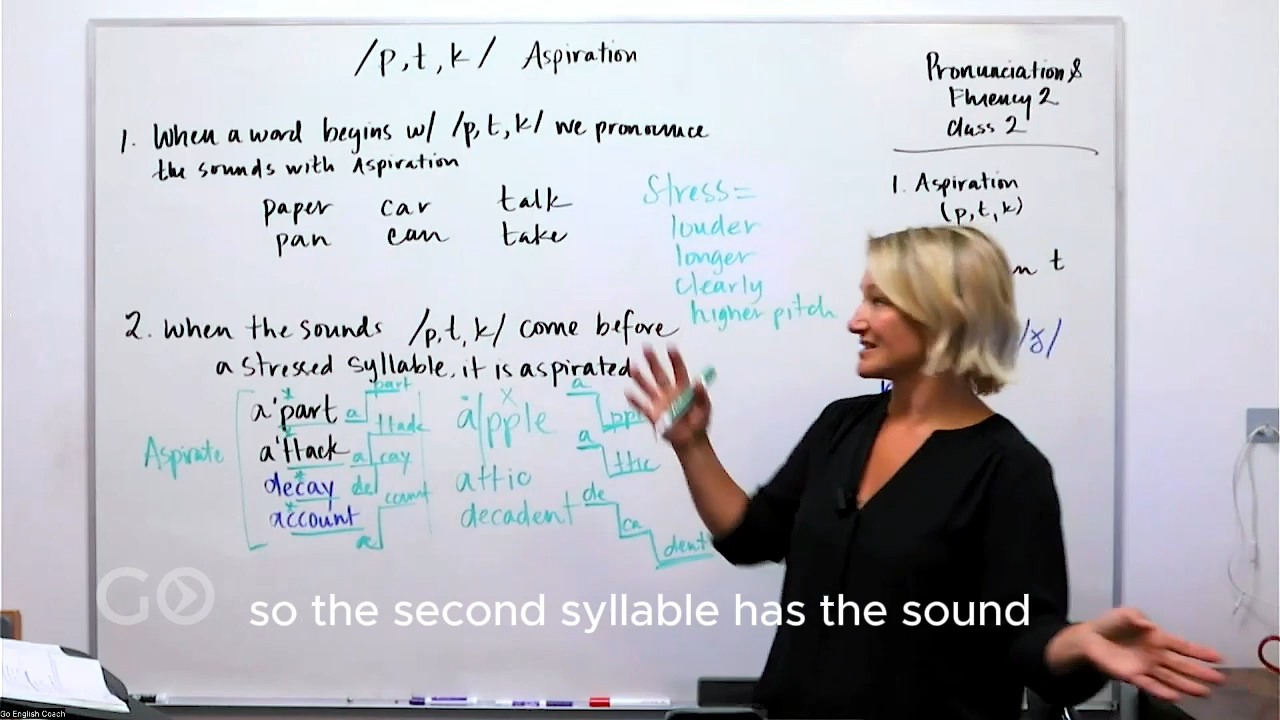 /p,t,k/ Aspiration
1. When a word begins w/ /p,t,k/ we pronounce
the sounds with Aspiration
paper car talk
pan can take
Stress=
louder
longer
clearly
higher pitch
2. When the sounds /p,t,k/ come before
a stressed syllable, it is aspirated
Aspirate
a'part a part
a'ttack a ttack
decay de cay
account a count
a/pple a pple
attic a ttic
decadent de ca dent
Pronunciation &
Fluency 2
Class 2
1. Aspiration
(p,t,k)
n t
/ʒ/
GO
so the second syllable has the sound
Go English Coach